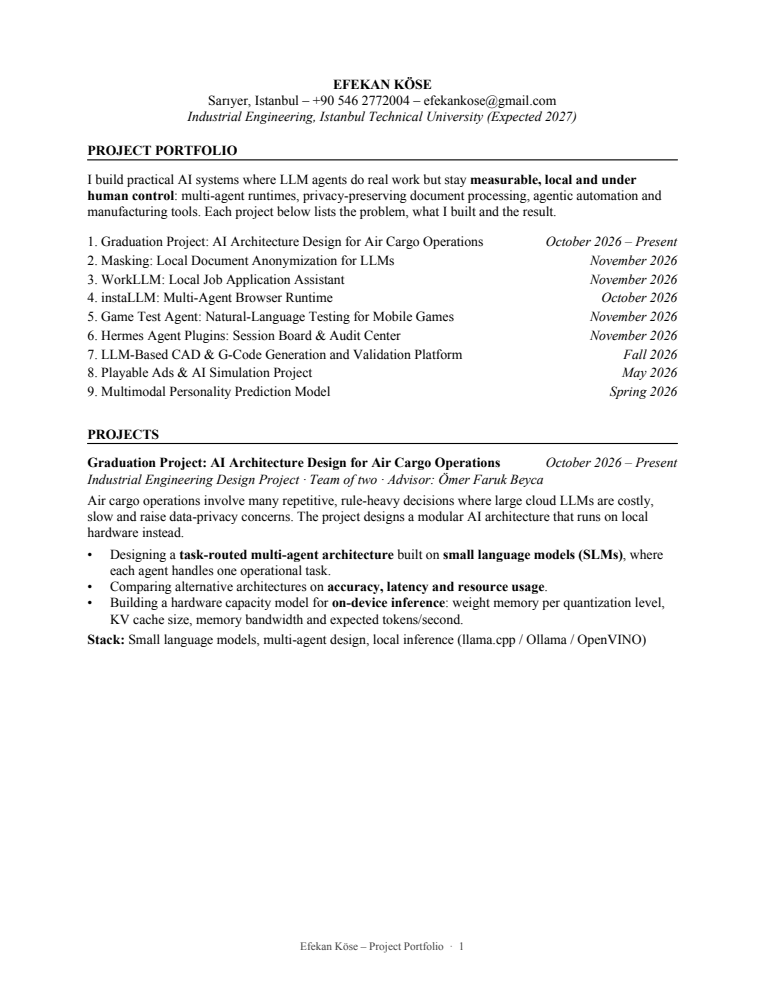 EFEKAN KÖSE
Sarıyer, Istanbul – +90 546 2772004 – efekankose@gmail.com
Industrial Engineering, Istanbul Technical University (Expected 2027)
PROJECT PORTFOLIO
I build practical AI systems where LLM agents do real work but stay measurable, local and under
human control: multi-agent runtimes, privacy-preserving document processing, agentic automation and
manufacturing tools. Each project below lists the problem, what I built and the result.
1. Graduation Project: AI Architecture Design for Air Cargo Operations October 2026 – Present
2. Masking: Local Document Anonymization for LLMs November 2026
3. WorkLLM: Local Job Application Assistant November 2026
4. instaLLM: Multi-Agent Browser Runtime October 2026
5. Game Test Agent: Natural-Language Testing for Mobile Games November 2026
6. Hermes Agent Plugins: Session Board & Audit Center November 2026
7. LLM-Based CAD & G-Code Generation and Validation Platform Fall 2026
8. Playable Ads & AI Simulation Project May 2026
9. Multimodal Personality Prediction Model Spring 2026
PROJECTS
Graduation Project: AI Architecture Design for Air Cargo Operations October 2026 – Present
Industrial Engineering Design Project · Team of two · Advisor: Ömer Faruk Beyca
Air cargo operations involve many repetitive, rule-heavy decisions where large cloud LLMs are costly,
slow and raise data-privacy concerns. The project designs a modular AI architecture that runs on local
hardware instead.
• Designing a task-routed multi-agent architecture built on small language models (SLMs), where
each agent handles one operational task.
• Comparing alternative architectures on accuracy, latency and resource usage.
• Building a hardware capacity model for on-device inference: weight memory per quantization level,
KV cache size, memory bandwidth and expected tokens/second.
Stack: Small language models, multi-agent design, local inference (llama.cpp / Ollama / OpenVINO)
Efekan Köse – Project Portfolio · 1